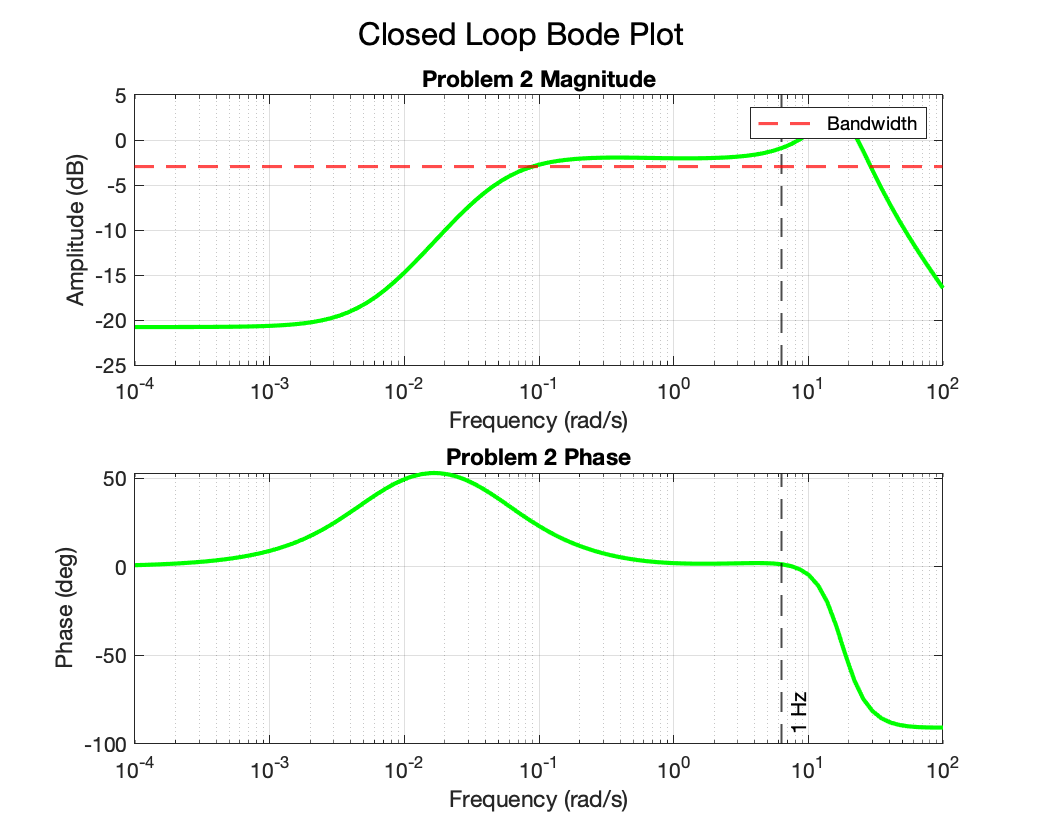 Closed Loop Bode Plot
Problem 2 Magnitude
5
0
-5
-10
-15
-20
-25
Amplitude (dB)
Bandwidth
10^-4 10^-3 10^-2 10^-1 10^0 10^1 10^2
Frequency (rad/s)
Problem 2 Phase
50
0
-50
-100
Phase (deg)
1 Hz
10^-4 10^-3 10^-2 10^-1 10^0 10^1 10^2
Frequency (rad/s)